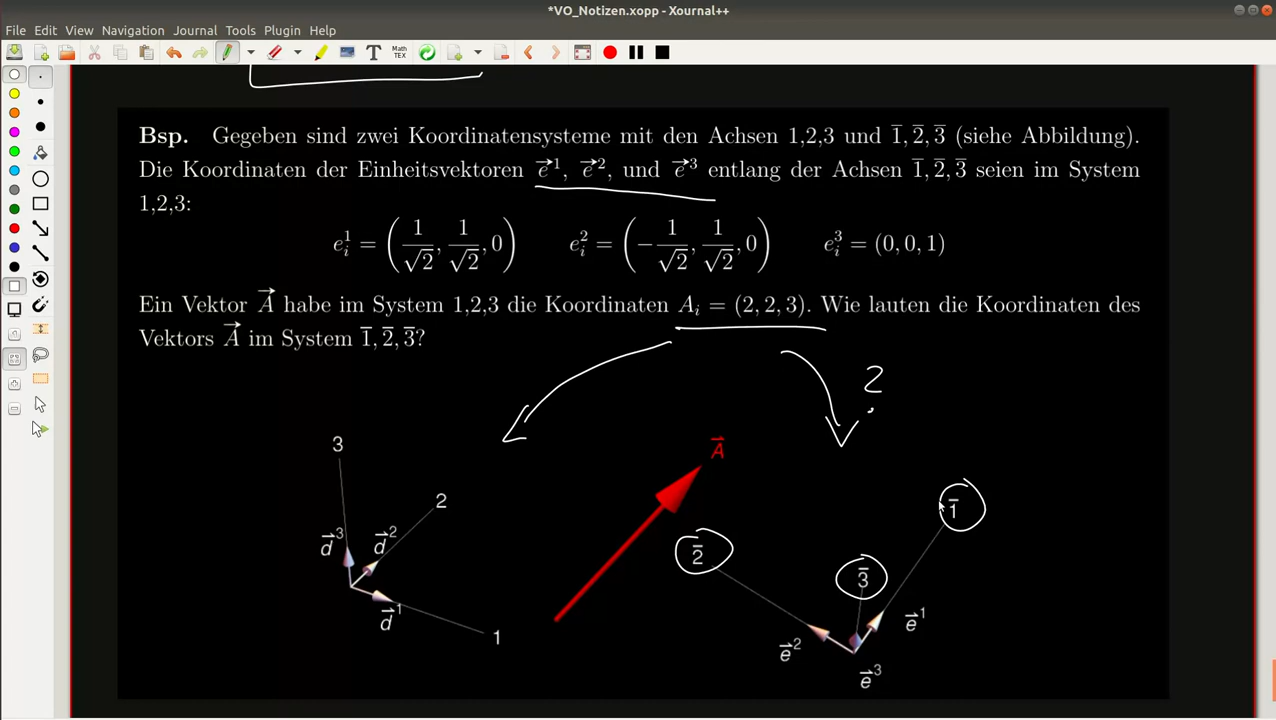 *VO_Notizen.xopp - Xournal++
File Edit View Navigation Journal Tools Plugin Help
T Math TEX
Bsp. Gegeben sind zwei Koordinatensysteme mit den Achsen 1,2,3 und 1̅, 2̅, 3̅ (siehe Abbildung).
Die Koordinaten der Einheitsvektoren e⃗¹, e⃗², und e⃗³ entlang der Achsen 1̅, 2̅, 3̅ seien im System
1,2,3:
e¹ᵢ = (1/√2, 1/√2, 0) e²ᵢ = (−1/√2, 1/√2, 0) e³ᵢ = (0, 0, 1)
Ein Vektor A⃗ habe im System 1,2,3 die Koordinaten Aᵢ = (2, 2, 3). Wie lauten die Koordinaten des
Vektors A⃗ im System 1̅, 2̅, 3̅?
?
3
A⃗
2
1̅
d⃗³
d⃗²
2̅
3̅
d⃗¹
e⃗¹
1
e⃗²
e⃗³